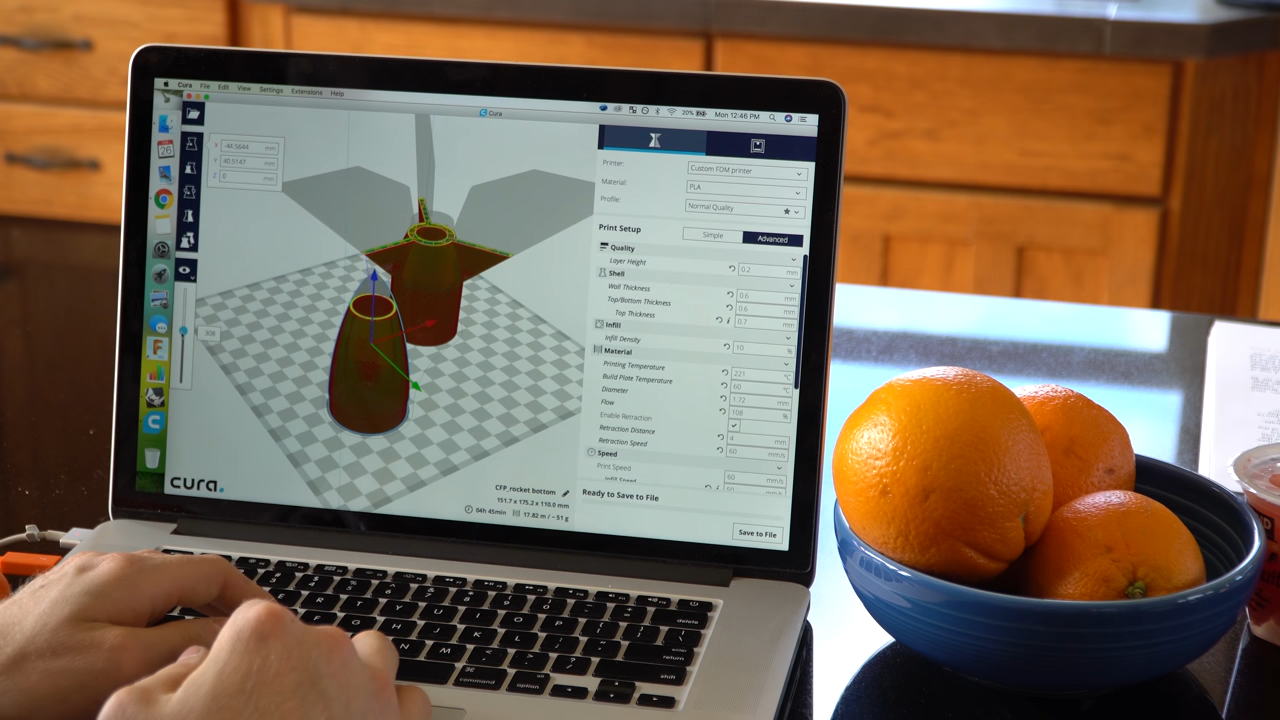 Cura File Edit View Settings Extensions Help
20% Mon 12:46 PM
Cura
26
X -44.5644 mm
Y 40.5147 mm
Z 0 mm
Printer: Custom FDM printer
Material: PLA
Profile: Normal Quality
Print Setup Simple Advanced
Quality
Layer Height 0.2 mm
Shell
Wall Thickness 0.6 mm
Top/Bottom Thickness 0.6 mm
Top Thickness 0.7 mm
Infill
Infill Density 10 %
Material
Printing Temperature 221 °C
Build Plate Temperature 60 °C
Diameter 1.72 mm
Flow 108 %
Enable Retraction
Retraction Distance 4 mm
Retraction Speed 60 mm/s
Speed
Print Speed 60 mm/s
Infill Speed mm/s
308
cura.
CFP_rocket bottom
151.7 x 175.2 x 110.0 mm
04h 45min 17.82 m / ~ 51 g
Ready to Save to File
Save to File
delete
return
shift
command option